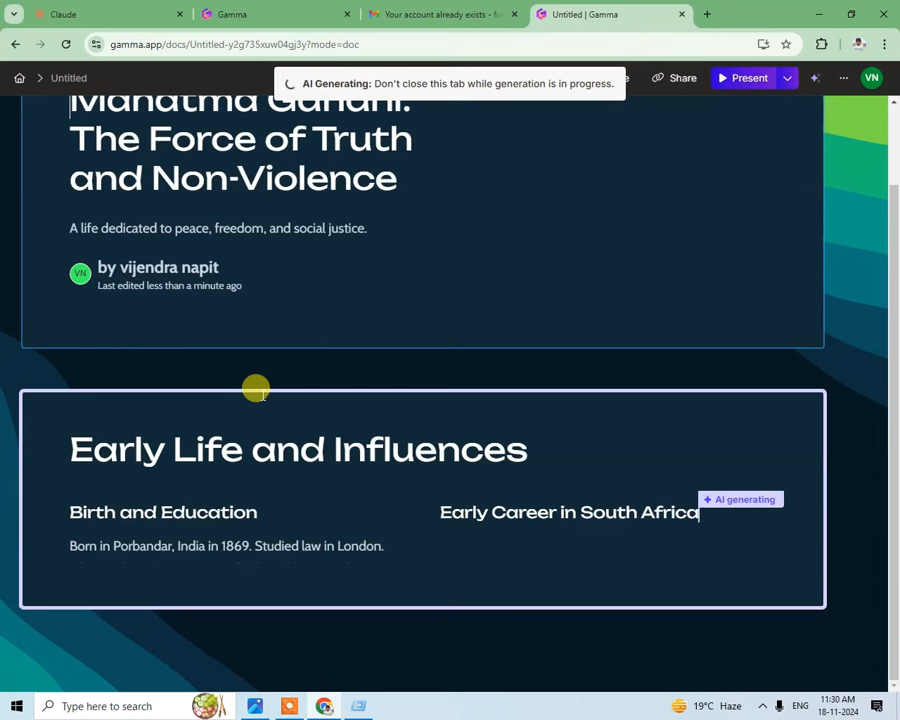 Claude
Gamma
Your account already exists - fu
Untitled | Gamma
gamma.app/docs/Untitled-y2g735xuw04gj3y?mode=doc
Untitled
AI Generating: Don't close this tab while generation is in progress.
Share
Present
VN
Mahatma Gandhi:
The Force of Truth
and Non-Violence
A life dedicated to peace, freedom, and social justice.
VN
by vijendra napit
Last edited less than a minute ago
Early Life and Influences
AI generating
Birth and Education
Early Career in South Africa
Born in Porbandar, India in 1869. Studied law in London.
Type here to search
19°C Haze
ENG
11:30 AM
18-11-2024